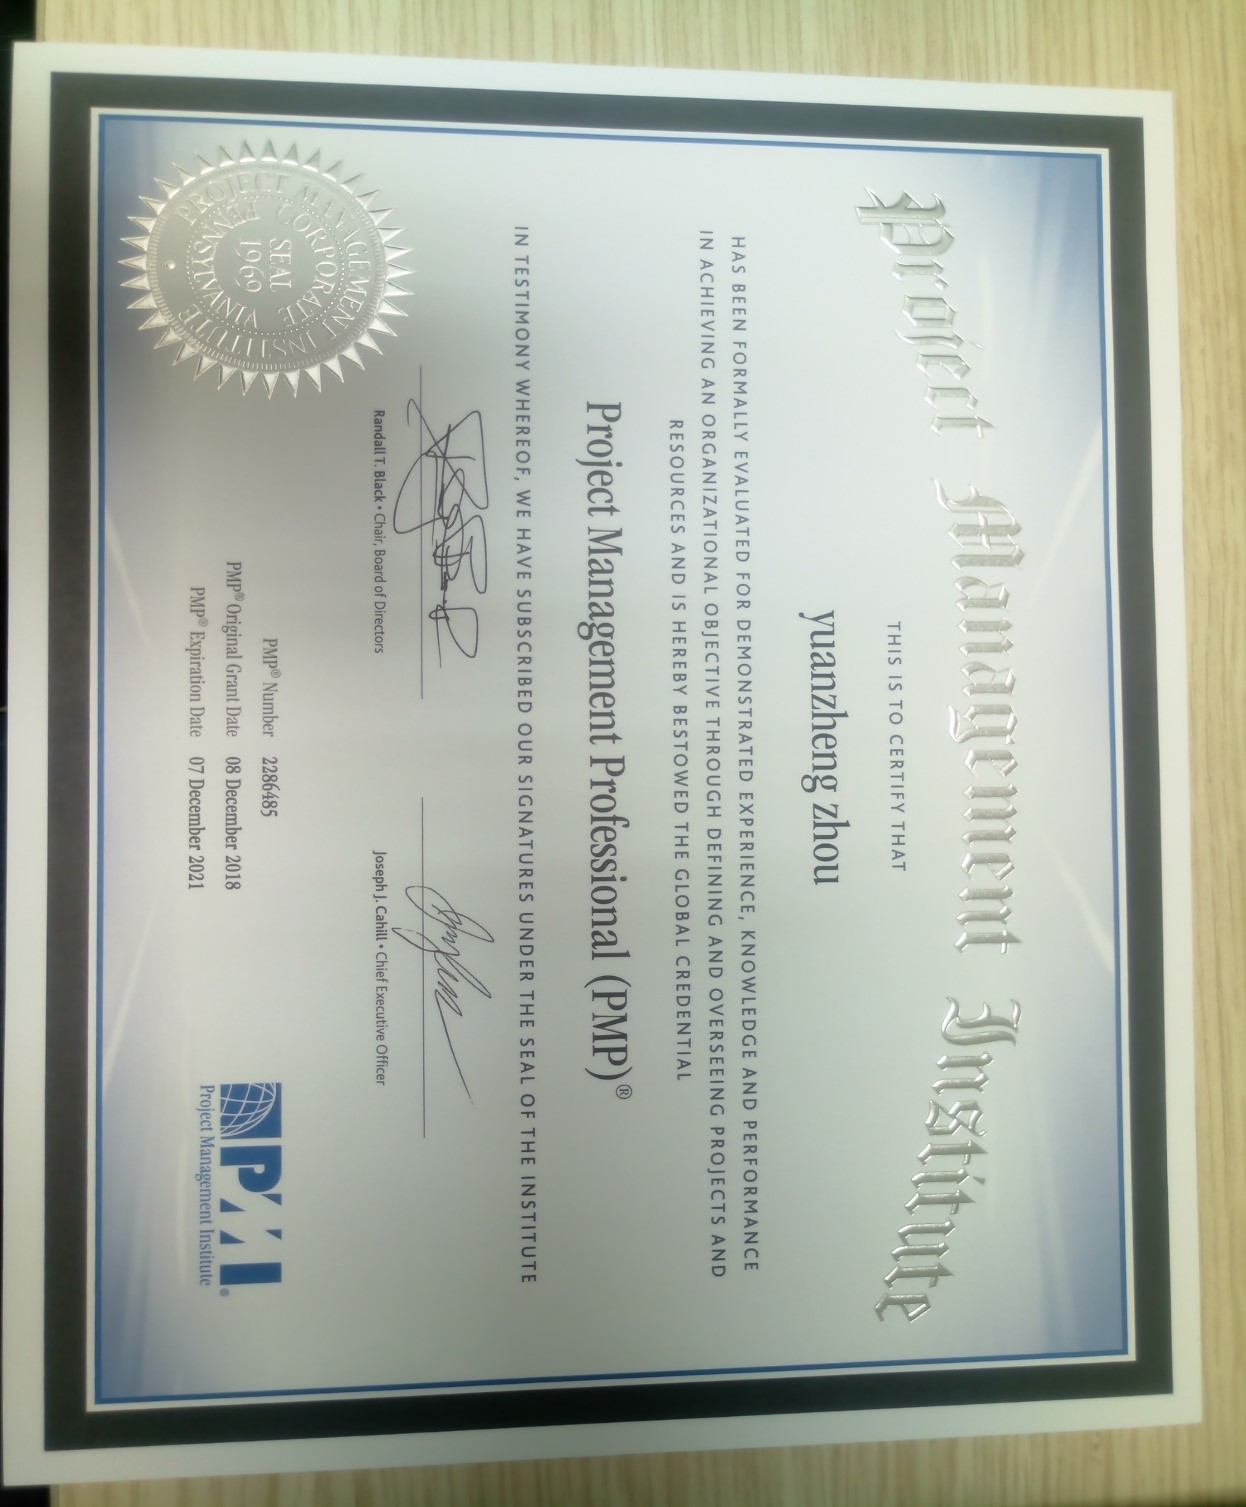 Project Management Institute
THIS IS TO CERTIFY THAT
yuanzheng zhou
HAS BEEN FORMALLY EVALUATED FOR DEMONSTRATED EXPERIENCE, KNOWLEDGE AND PERFORMANCE
IN ACHIEVING AN ORGANIZATIONAL OBJECTIVE THROUGH DEFINING AND OVERSEEING PROJECTS AND
RESOURCES AND IS HEREBY BESTOWED THE GLOBAL CREDENTIAL
Project Management Professional (PMP)®
IN TESTIMONY WHEREOF, WE HAVE SUBSCRIBED OUR SIGNATURES UNDER THE SEAL OF THE INSTITUTE
Randall T. Black • Chair, Board of Directors
Joseph J. Cahill • Chief Executive Officer
PROJECT MANAGEMENT INSTITUTE
CORPORATE
SEAL
1969
PENNSYLVANIA
PMP® Number 2286485
PMP® Original Grant Date 08 December 2018
PMP® Expiration Date 07 December 2021
PMI®
Project Management Institute